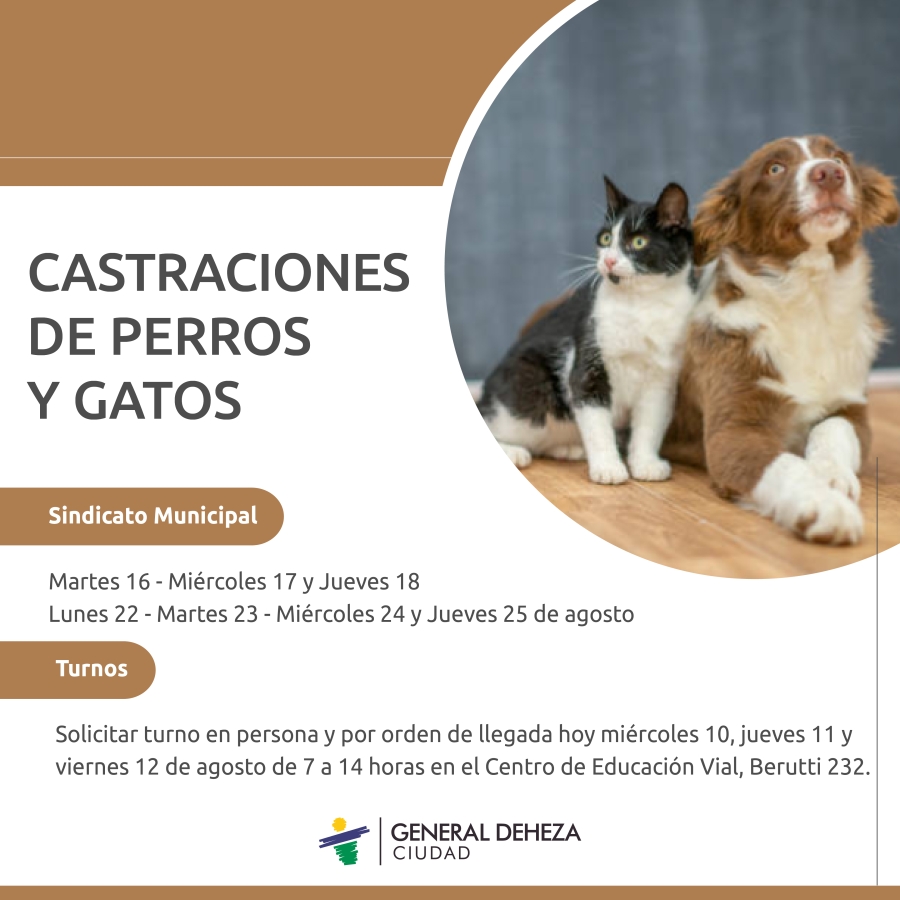 CASTRACIONES
DE PERROS
Y GATOS
Sindicato Municipal
Martes 16 - Miércoles 17 y Jueves 18
Lunes 22 - Martes 23 - Miércoles 24 y Jueves 25 de agosto
Turnos
Solicitar turno en persona y por orden de llegada hoy miércoles 10, jueves 11 y
viernes 12 de agosto de 7 a 14 horas en el Centro de Educación Vial, Berutti 232.
GENERAL DEHEZA
CIUDAD